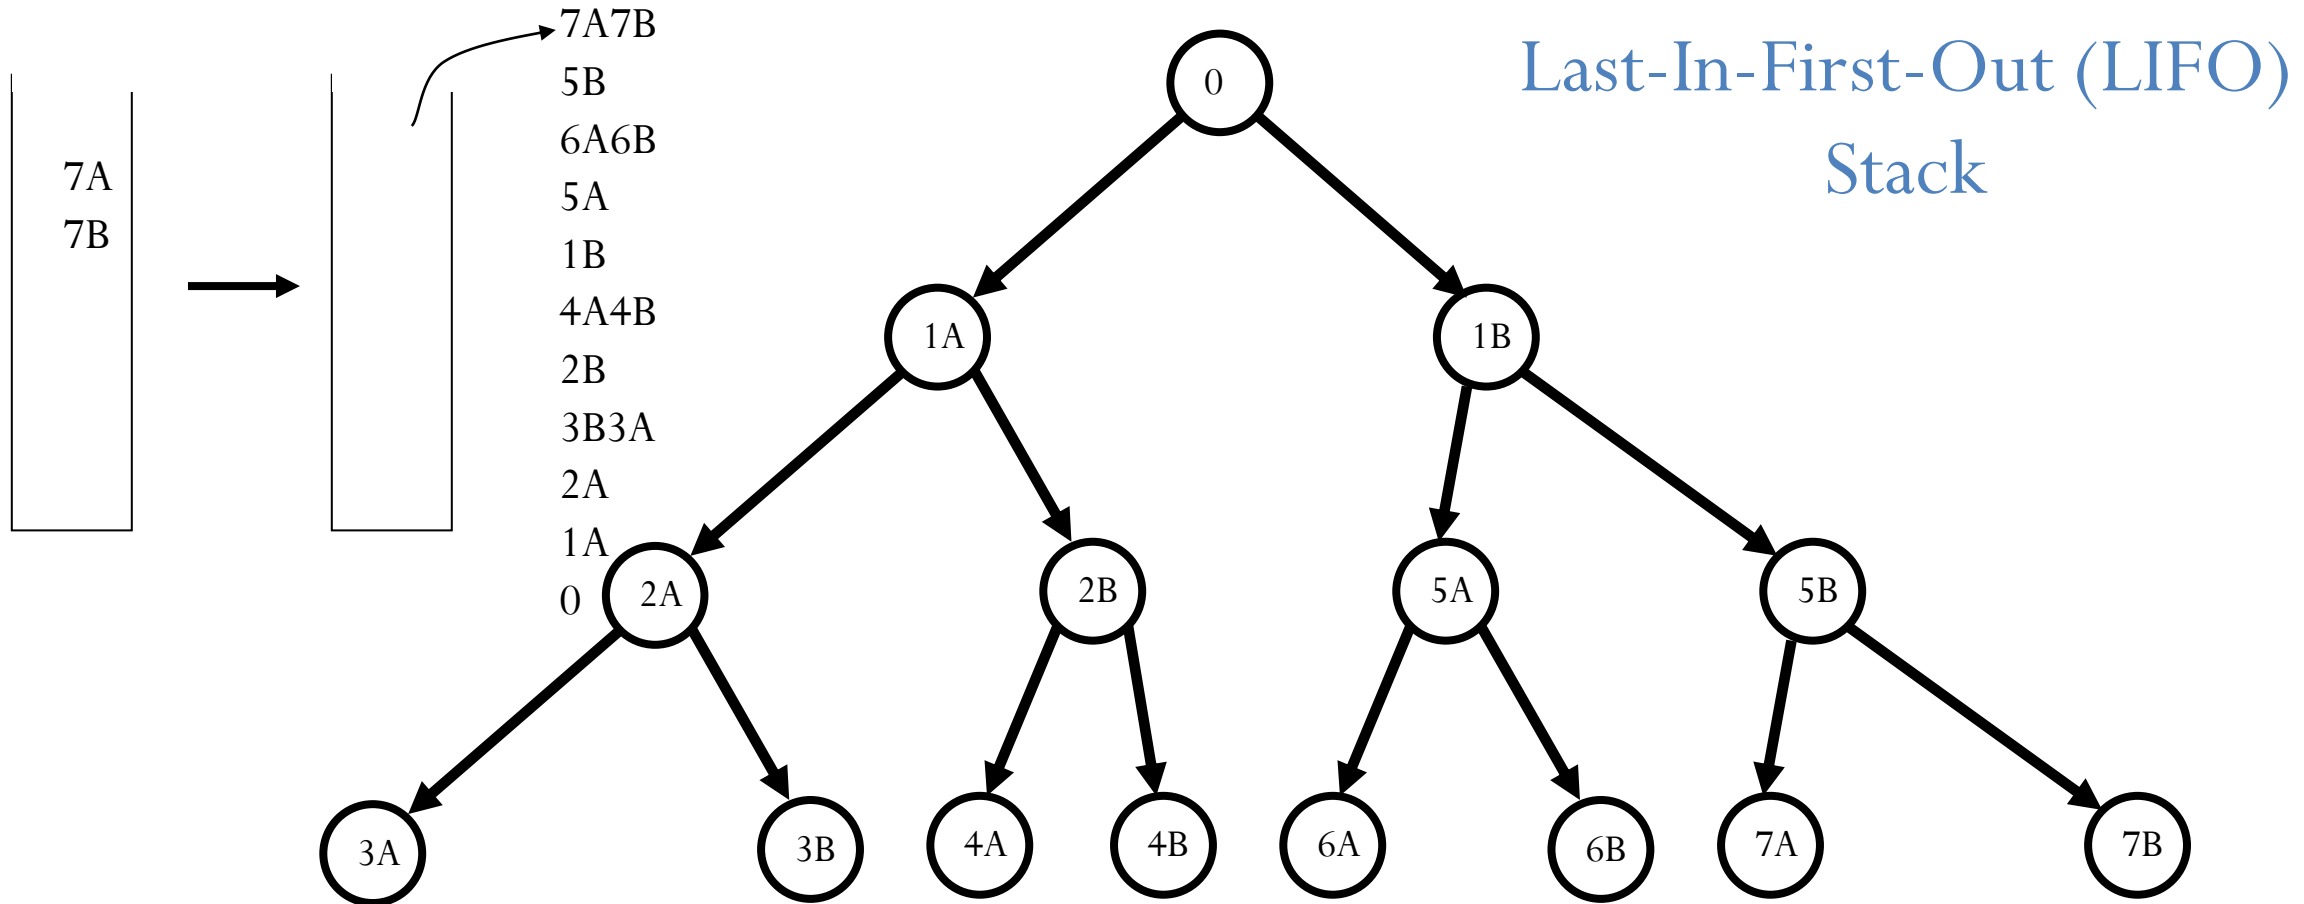 7A
7B
7A7B
5B
6A6B
5A
1B
4A4B
2B
3B3A
2A
1A
0
Last-In-First-Out (LIFO)
Stack
0
1A
1B
2A
2B
5A
5B
3A
3B
4A
4B
6A
6B
7A
7B